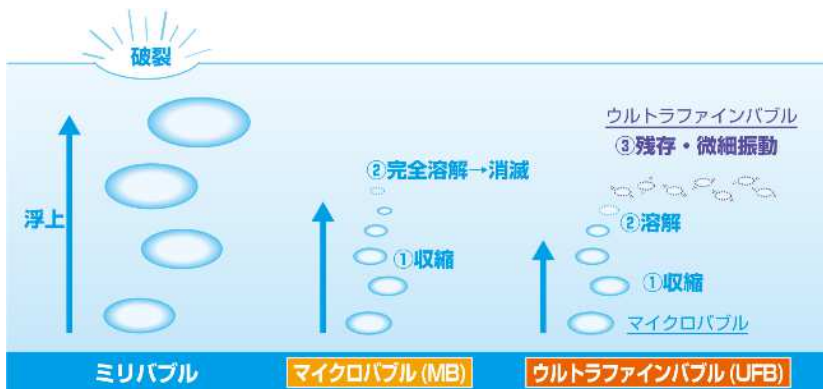 破裂
浮上
ミリバブル
②完全溶解→消滅
①収縮
マイクロバブル(MB)
ウルトラファインバブル
③残存・微細振動
②溶解
①収縮
マイクロバブル
ウルトラファインバブル(UFB)